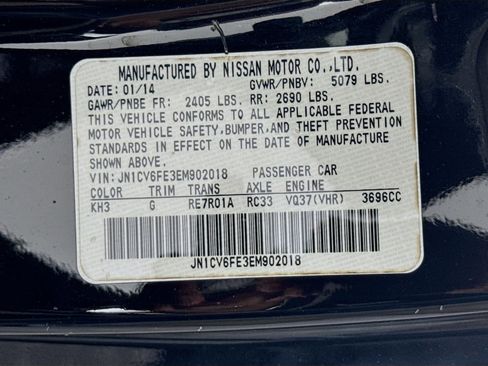 MANUFACTURED BY NISSAN MOTOR CO.,LTD.
DATE: 01/14 GVWR/PNBV: 5079 LBS.
GAWR/PNBE FR: 2405 LBS. RR: 2690 LBS.
THIS VEHICLE CONFORMS TO ALL APPLICABLE FEDERAL
MOTOR VEHICLE SAFETY,BUMPER,AND THEFT PREVENTION
STANDARDS IN EFFECT ON THE DATE OF MANUFACTURE
SHOWN ABOVE.
VIN: JN1CV6FE3EM902018 PASSENGER CAR
COLOR TRIM TRANS AXLE ENGINE
KH3 G RE7R01A RC33 VQ37(VHR) 3696CC
JN1CV6FE3EM902018